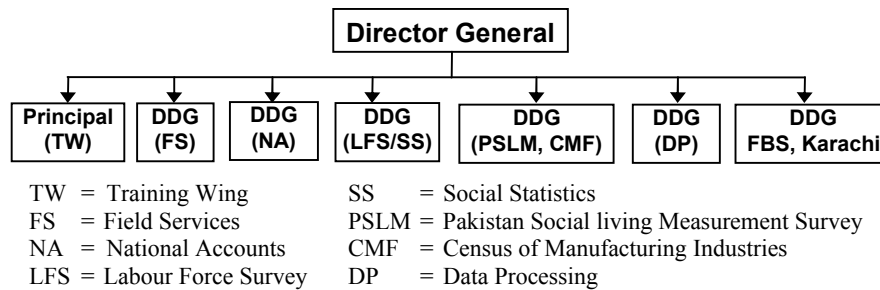 Director General
Principal DDG DDG DDG DDG DDG DDG
(TW) (FS) (NA) (LFS/SS) (PSLM, CMF) (DP) FBS, Karachi
TW = Training Wing SS = Social Statistics
FS = Field Services PSLM = Pakistan Social living Measurement Survey
NA = National Accounts CMF = Census of Manufacturing Industries
LFS = Labour Force Survey DP = Data Processing